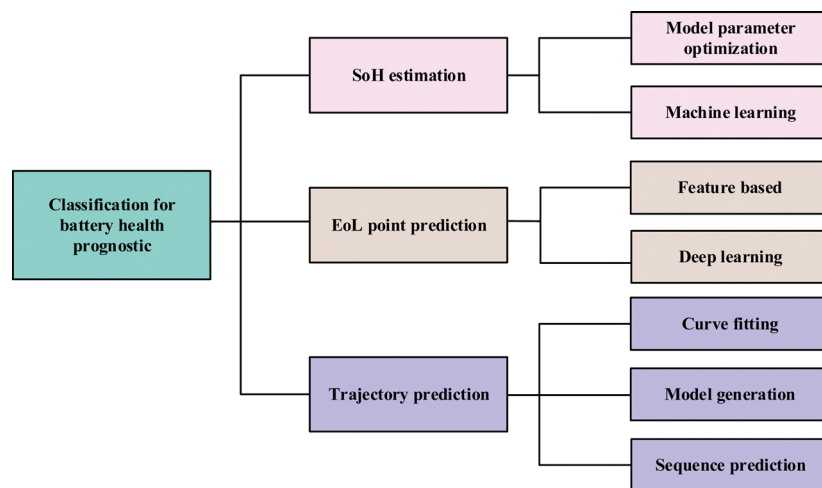 Classification for
battery health
prognostic
SoH estimation
Model parameter
optimization
Machine learning
EoL point prediction
Feature based
Deep learning
Trajectory prediction
Curve fitting
Model generation
Sequence prediction